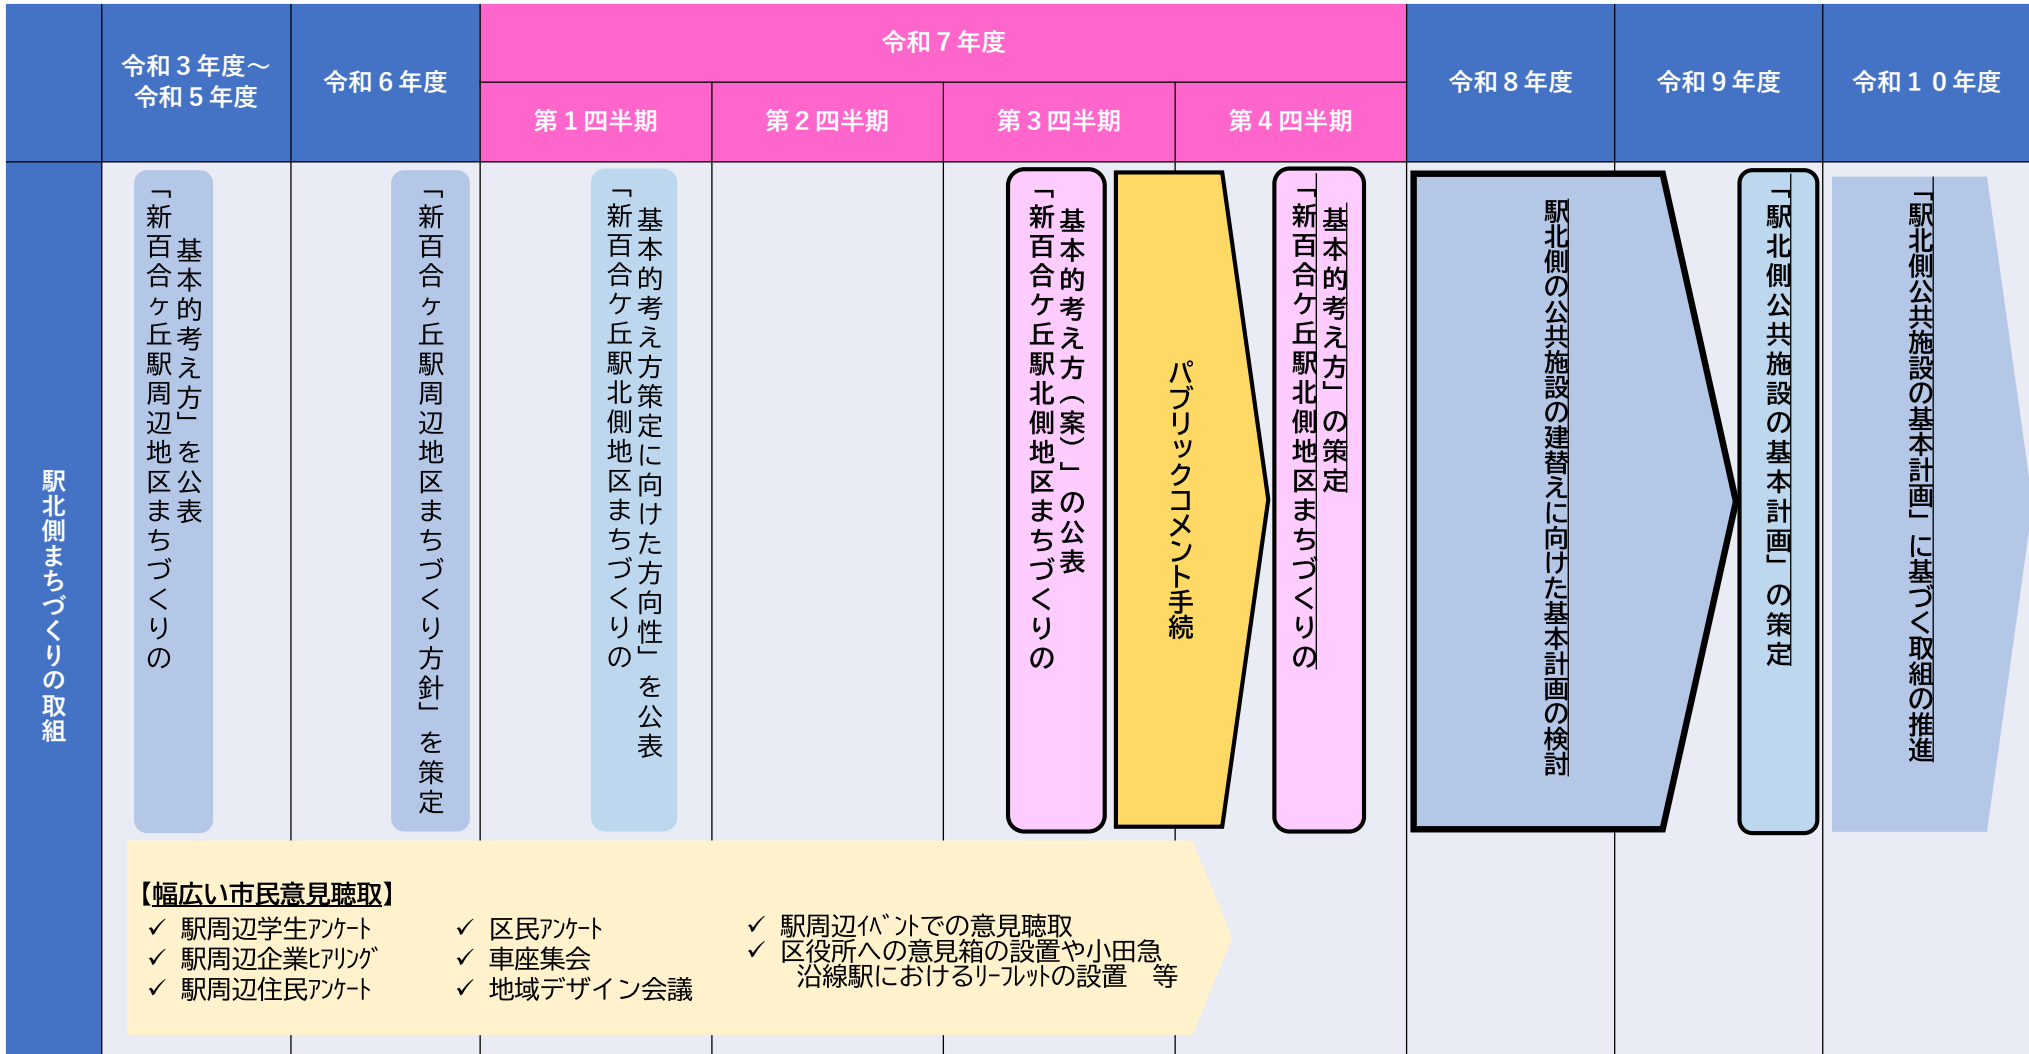 令和３年度～
令和５年度
令和６年度
令和７年度
第１四半期
第２四半期
第３四半期
第４四半期
令和８年度
令和９年度
令和１０年度
駅北側まちづくりの取組
「新百合ヶ丘駅周辺地区まちづくりの
基本的考え方」を公表
「新百合ヶ丘駅周辺地区まちづくり方針」を策定
「新百合ケ丘駅北側地区まちづくりの
基本的考え方策定に向けた方向性」を公表
「新百合ケ丘駅北側地区まちづくりの
基本的考え方（案）」の公表
パブリックコメント手続
「新百合ケ丘駅北側地区まちづくりの
基本的考え方」の策定
駅北側の公共施設の建替えに向けた基本計画の検討
「駅北側公共施設の基本計画」の策定
「駅北側公共施設の基本計画」に基づく取組の推進
【幅広い市民意見聴取】
✓ 駅周辺学生ｱﾝｹｰﾄ
✓ 駅周辺企業ﾋｱﾘﾝｸﾞ
✓ 駅周辺住民ｱﾝｹｰﾄ
✓ 区民ｱﾝｹｰﾄ
✓ 車座集会
✓ 地域デザイン会議
✓ 駅周辺ｲﾍﾞﾝﾄでの意見聴取
✓ 区役所への意見箱の設置や小田急
沿線駅におけるﾘｰﾌﾚｯﾄの設置　等